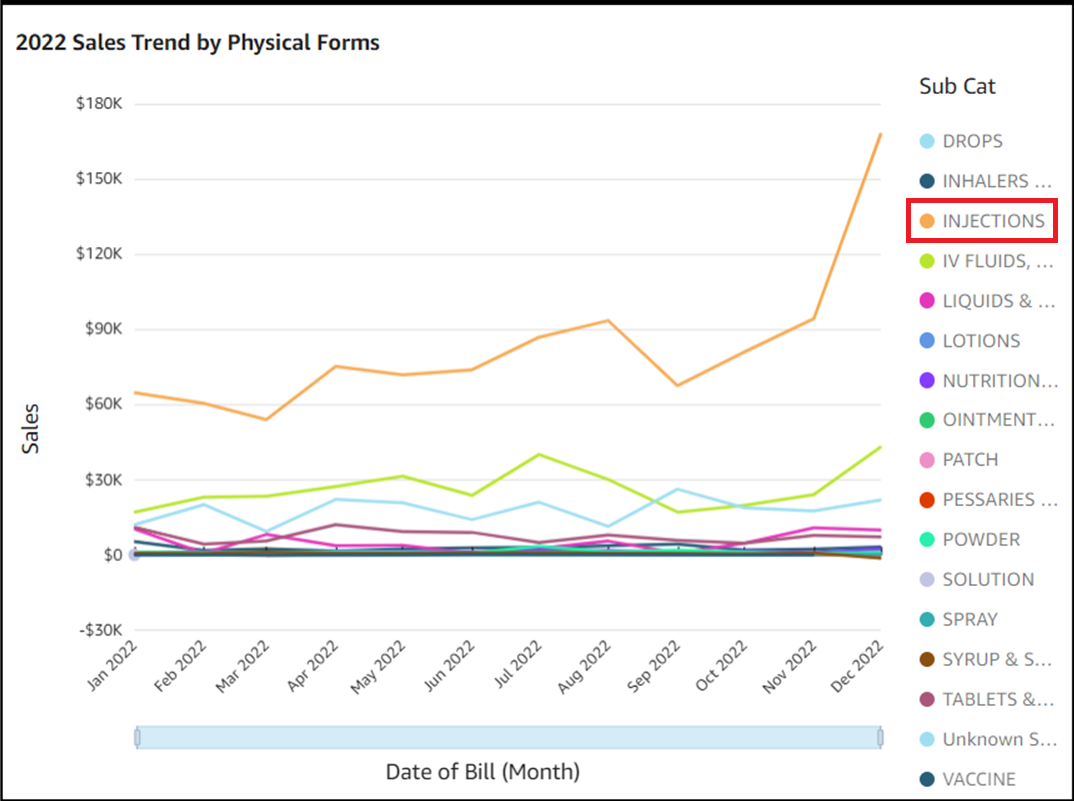 2022 Sales Trend by Physical Forms
Sub Cat
$180K
$150K
$120K
$90K
$60K
$30K
$0
-$30K
Sales
Jan 2022
Feb 2022
Mar 2022
Apr 2022
May 2022
Jun 2022
Jul 2022
Aug 2022
Sep 2022
Oct 2022
Nov 2022
Dec 2022
Date of Bill (Month)
DROPS
INHALERS ...
INJECTIONS
IV FLUIDS, ...
LIQUIDS & ...
LOTIONS
NUTRITION...
OINTMENT...
PATCH
PESSARIES ...
POWDER
SOLUTION
SPRAY
SYRUP & S...
TABLETS &...
Unknown S...
VACCINE